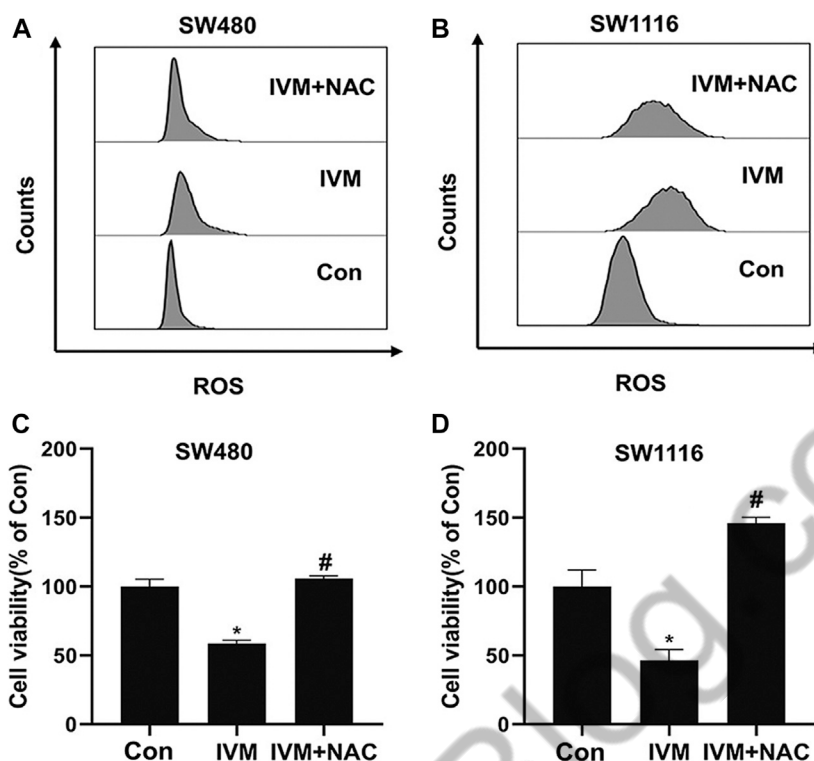 A
SW480
IVM+NAC
IVM
Con
Counts
ROS
B
SW1116
IVM+NAC
IVM
Con
Counts
ROS
C
SW480
Cell viability(% of Con)
200
150
100
50
0
*
#
Con IVM IVM+NAC
D
SW1116
Cell viability(% of Con)
200
150
100
50
0
*
#
Con IVM IVM+NAC